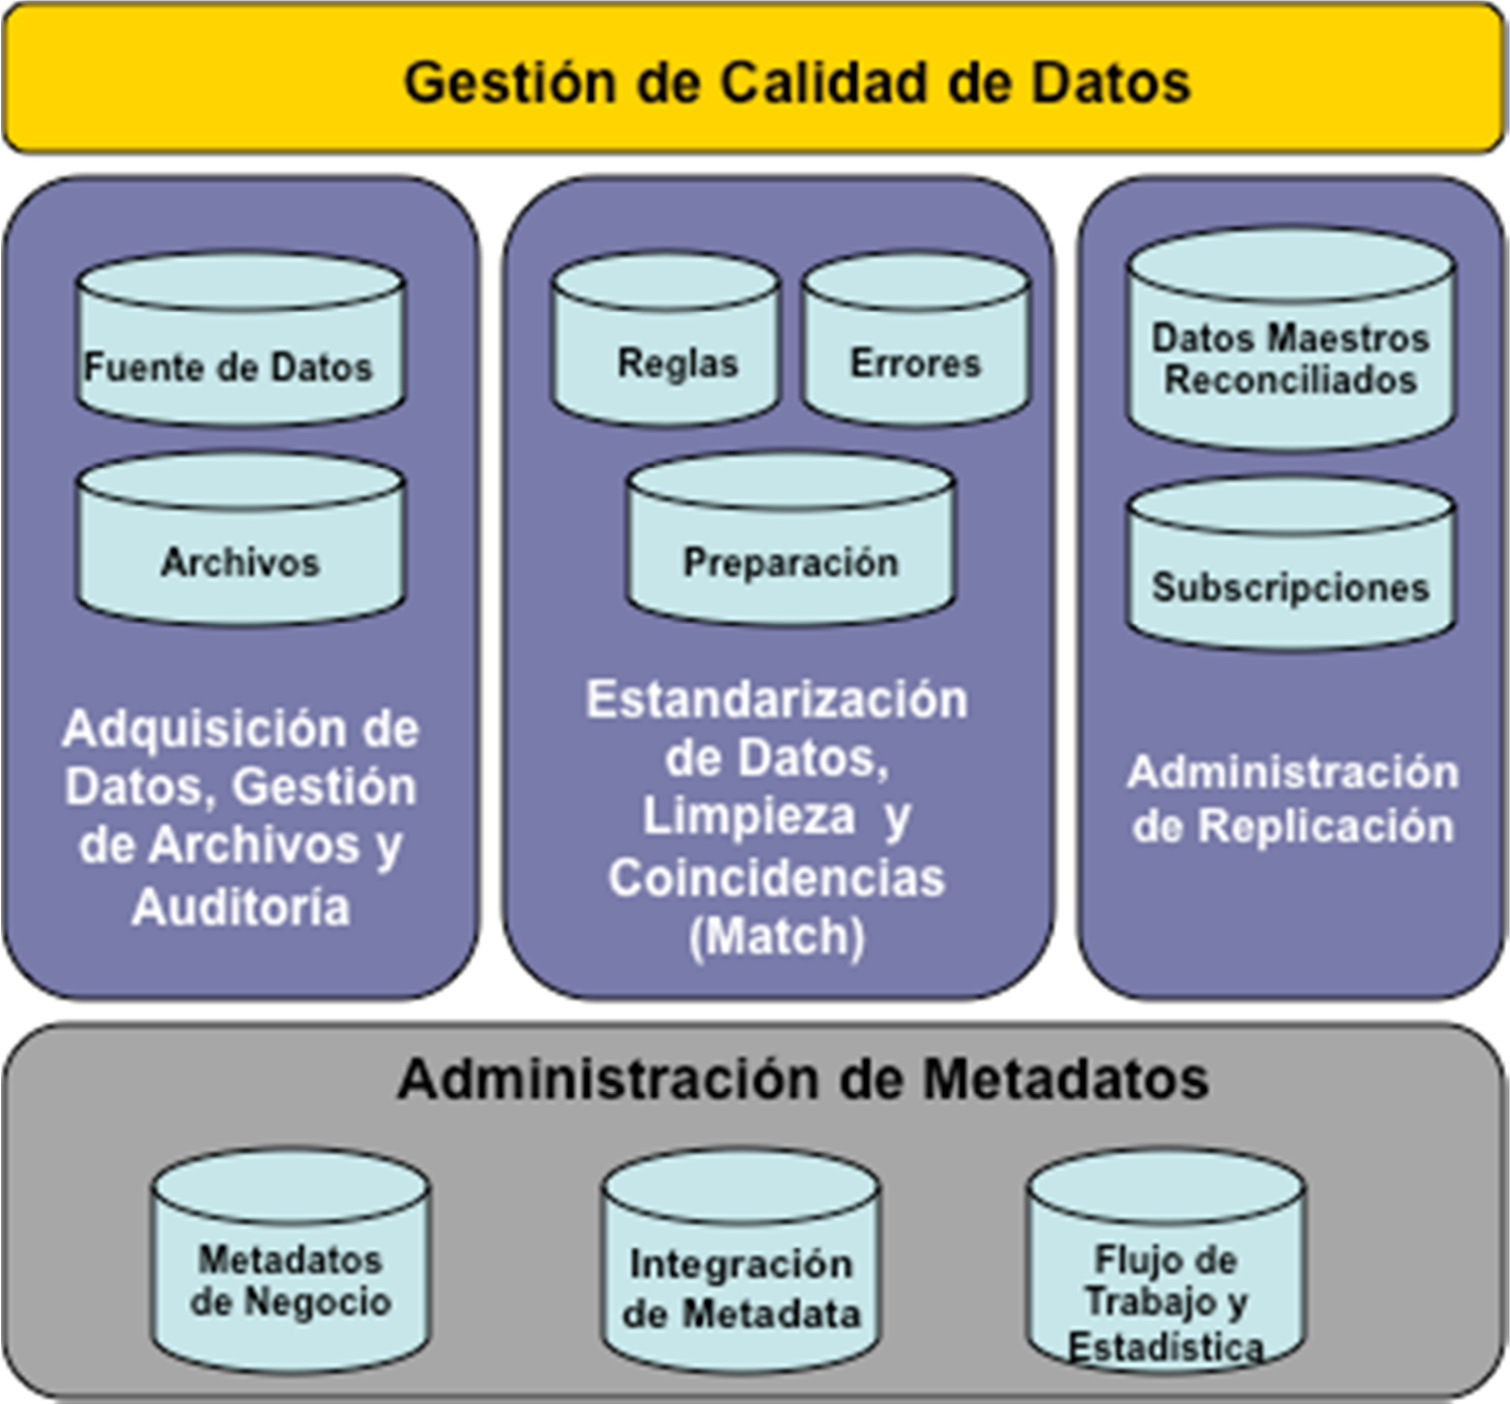 Gestión de Calidad de Datos
Fuente de Datos
Archivos
Adquisición de
Datos, Gestión
de Archivos y
Auditoría
Reglas
Errores
Preparación
Estandarización
de Datos,
Limpieza y
Coincidencias
(Match)
Datos Maestros
Reconciliados
Subscripciones
Administración
de Replicación
Administración de Metadatos
Metadatos
de Negocio
Integración
de Metadata
Flujo de
Trabajo y
Estadística